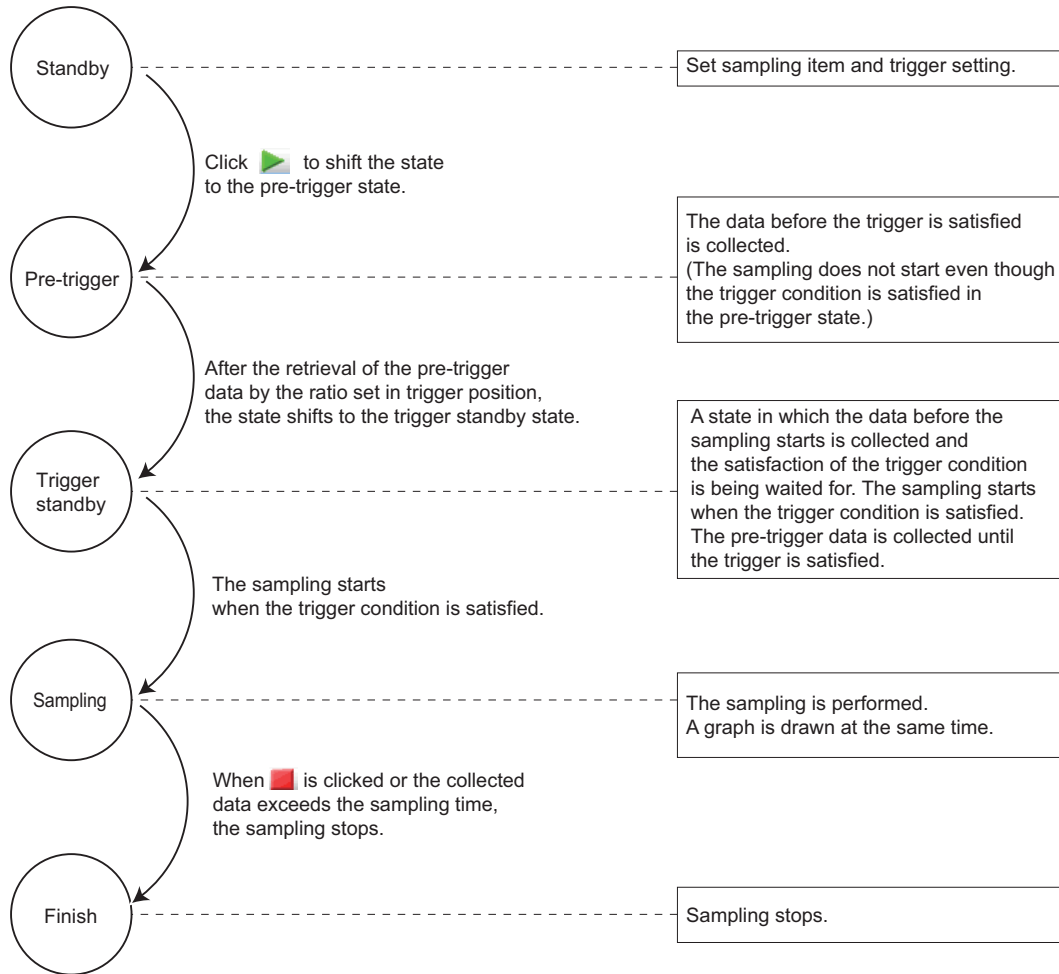 Standby
Set sampling item and trigger setting.
Click to shift the state
to the pre-trigger state.
Pre-trigger
The data before the trigger is satisfied
is collected.
(The sampling does not start even though
the trigger condition is satisfied in
the pre-trigger state.)
After the retrieval of the pre-trigger
data by the ratio set in trigger position,
the state shifts to the trigger standby state.
Trigger
standby
A state in which the data before the
sampling starts is collected and
the satisfaction of the trigger condition
is being waited for. The sampling starts
when the trigger condition is satisfied.
The pre-trigger data is collected until
the trigger is satisfied.
The sampling starts
when the trigger condition is satisfied.
Sampling
The sampling is performed.
A graph is drawn at the same time.
When is clicked or the collected
data exceeds the sampling time,
the sampling stops.
Finish
Sampling stops.